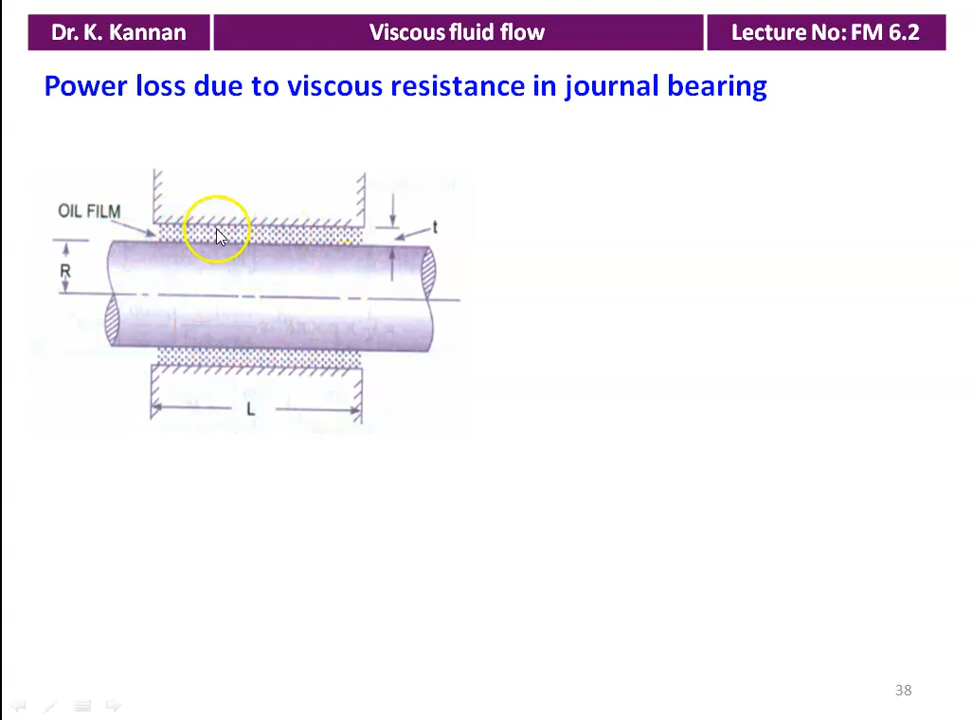 Dr. K. Kannan
Viscous fluid flow
Lecture No: FM 6.2
Power loss due to viscous resistance in journal bearing
OIL FILM
t
R
L
38